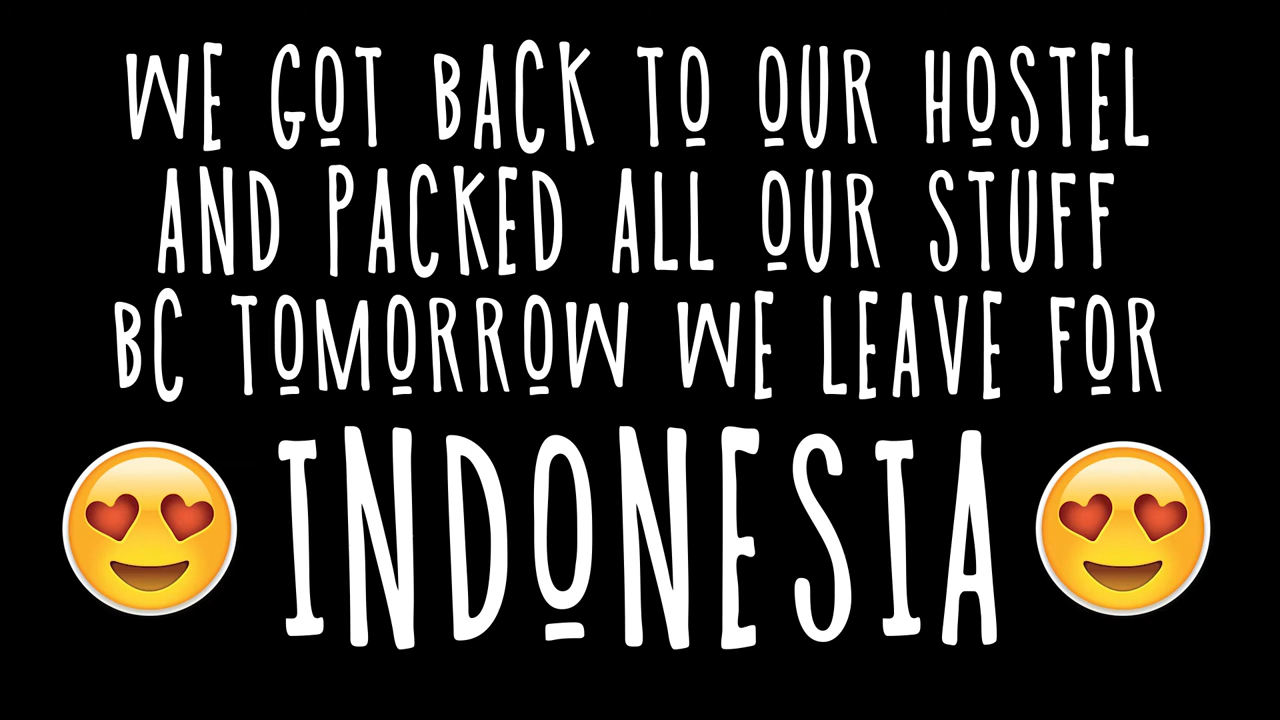 WE GOT BACK TO OUR HOSTEL
AND PACKED ALL OUR STUFF
BC TOMORROW WE LEAVE FOR
INDONESIA